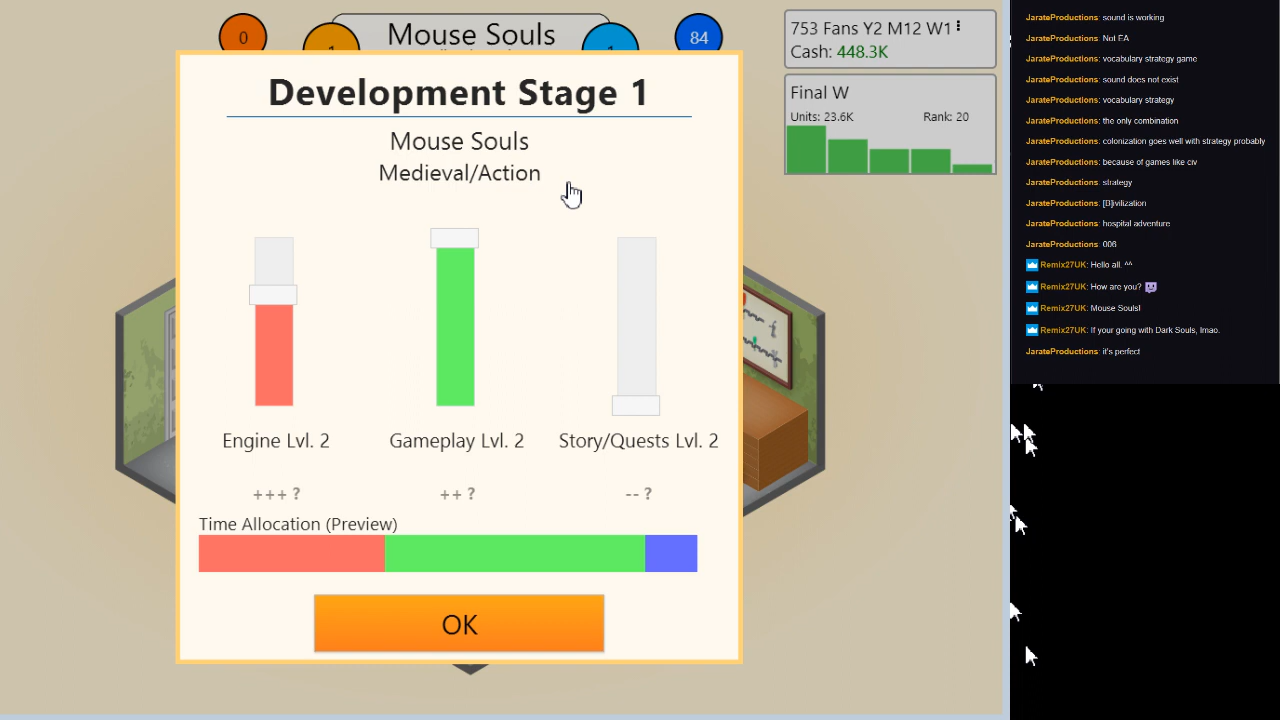 0
Mouse Souls
84
1
1
753 Fans Y2 M12 W1
Cash: 448.3K
Final W
Units: 23.6K
Rank: 20
Development Stage 1
Mouse Souls
Medieval/Action
Engine Lvl. 2
Gameplay Lvl. 2
Story/Quests Lvl. 2
+++ ?
++ ?
-- ?
Time Allocation (Preview)
OK
JarateProductions: sound is working
JarateProductions: Not EA
JarateProductions: vocabulary strategy game
JarateProductions: sound does not exist
JarateProductions: vocabulary strategy
JarateProductions: the only combination
JarateProductions: colonization goes well with strategy probably
JarateProductions: because of games like civ
JarateProductions: strategy
JarateProductions: [B]ivilization
JarateProductions: hospital adventure
JarateProductions: 006
Remix27UK: Hello all. ^^
Remix27UK: How are you?
Remix27UK: Mouse Souls!
Remix27UK: If your going with Dark Souls, lmao.
JarateProductions: it's perfect